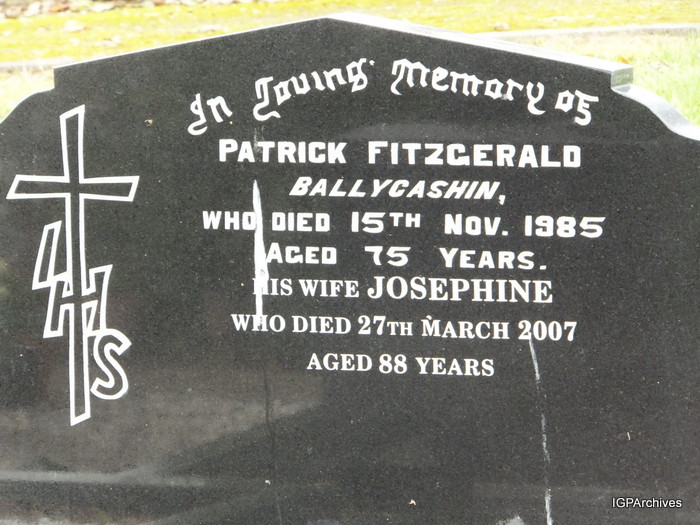 In Loving Memory of
PATRICK FITZGERALD
BALLYCASHIN,
WHO DIED 15TH NOV. 1985
AGED 75 YEARS.
HIS WIFE JOSEPHINE
WHO DIED 27TH MARCH 2007
AGED 88 YEARS
IHS
IGPArchives